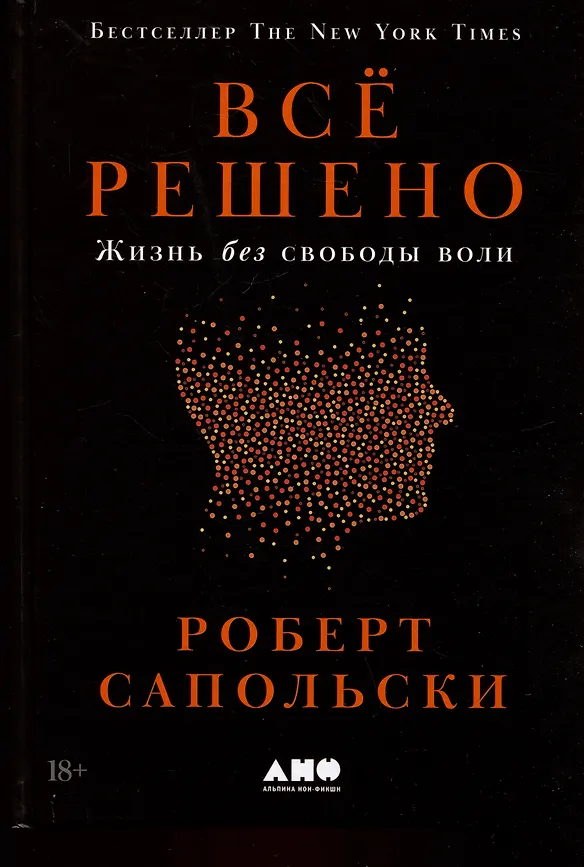 Бестселлер The New York Times
ВСЁ
РЕШЕНО
Жизнь без свободы воли
РОБЕРТ
САПОЛЬСКИ
18+
АНФ
АЛЬПИНА НОН-ФИКШН